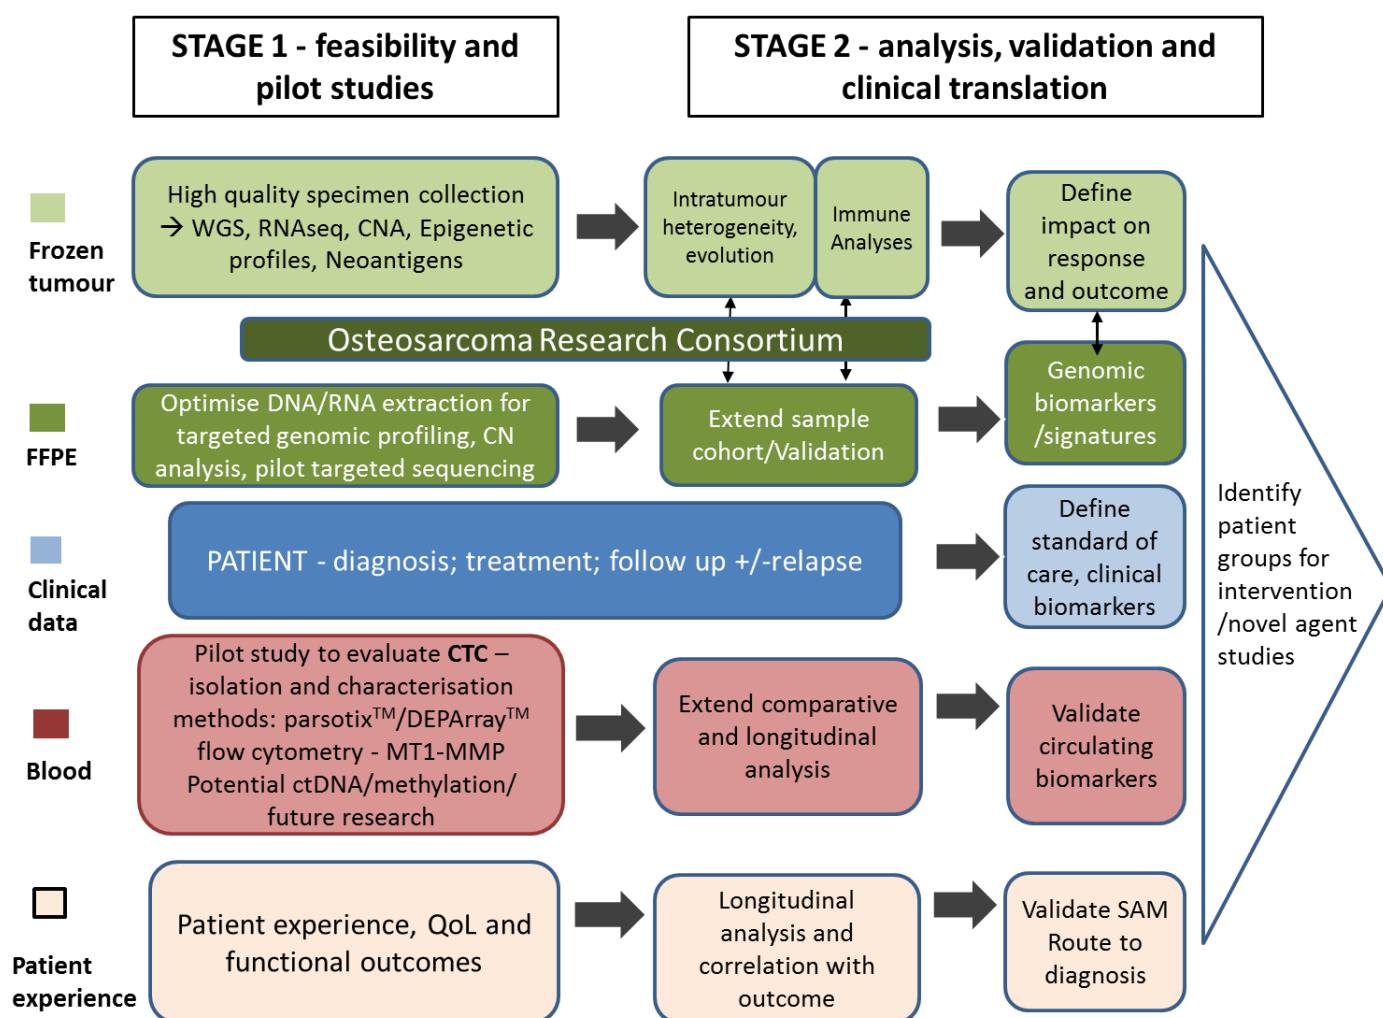 STAGE 1 - feasibility and
pilot studies
STAGE 2 - analysis, validation and
clinical translation
Frozen
tumour
High quality specimen collection
→ WGS, RNAseq, CNA, Epigenetic
profiles, Neoantigens
Intratumour
heterogeneity,
evolution
Immune
Analyses
Define
impact on
response
and outcome
Osteosarcoma Research Consortium
FFPE
Optimise DNA/RNA extraction for
targeted genomic profiling, CN
analysis, pilot targeted sequencing
Extend sample
cohort/Validation
Genomic
biomarkers
/signatures
Clinical
data
PATIENT - diagnosis; treatment; follow up +/-relapse
Define
standard of
care, clinical
biomarkers
Blood
Pilot study to evaluate CTC –
isolation and characterisation
methods: parsotix™/DEPArray™
flow cytometry - MT1-MMP
Potential ctDNA/methylation/
future research
Extend comparative
and longitudinal
analysis
Validate
circulating
biomarkers
Patient
experience
Patient experience, QoL and
functional outcomes
Longitudinal
analysis and
correlation with
outcome
Validate SAM
Route to
diagnosis
Identify
patient
groups for
intervention
/novel agent
studies